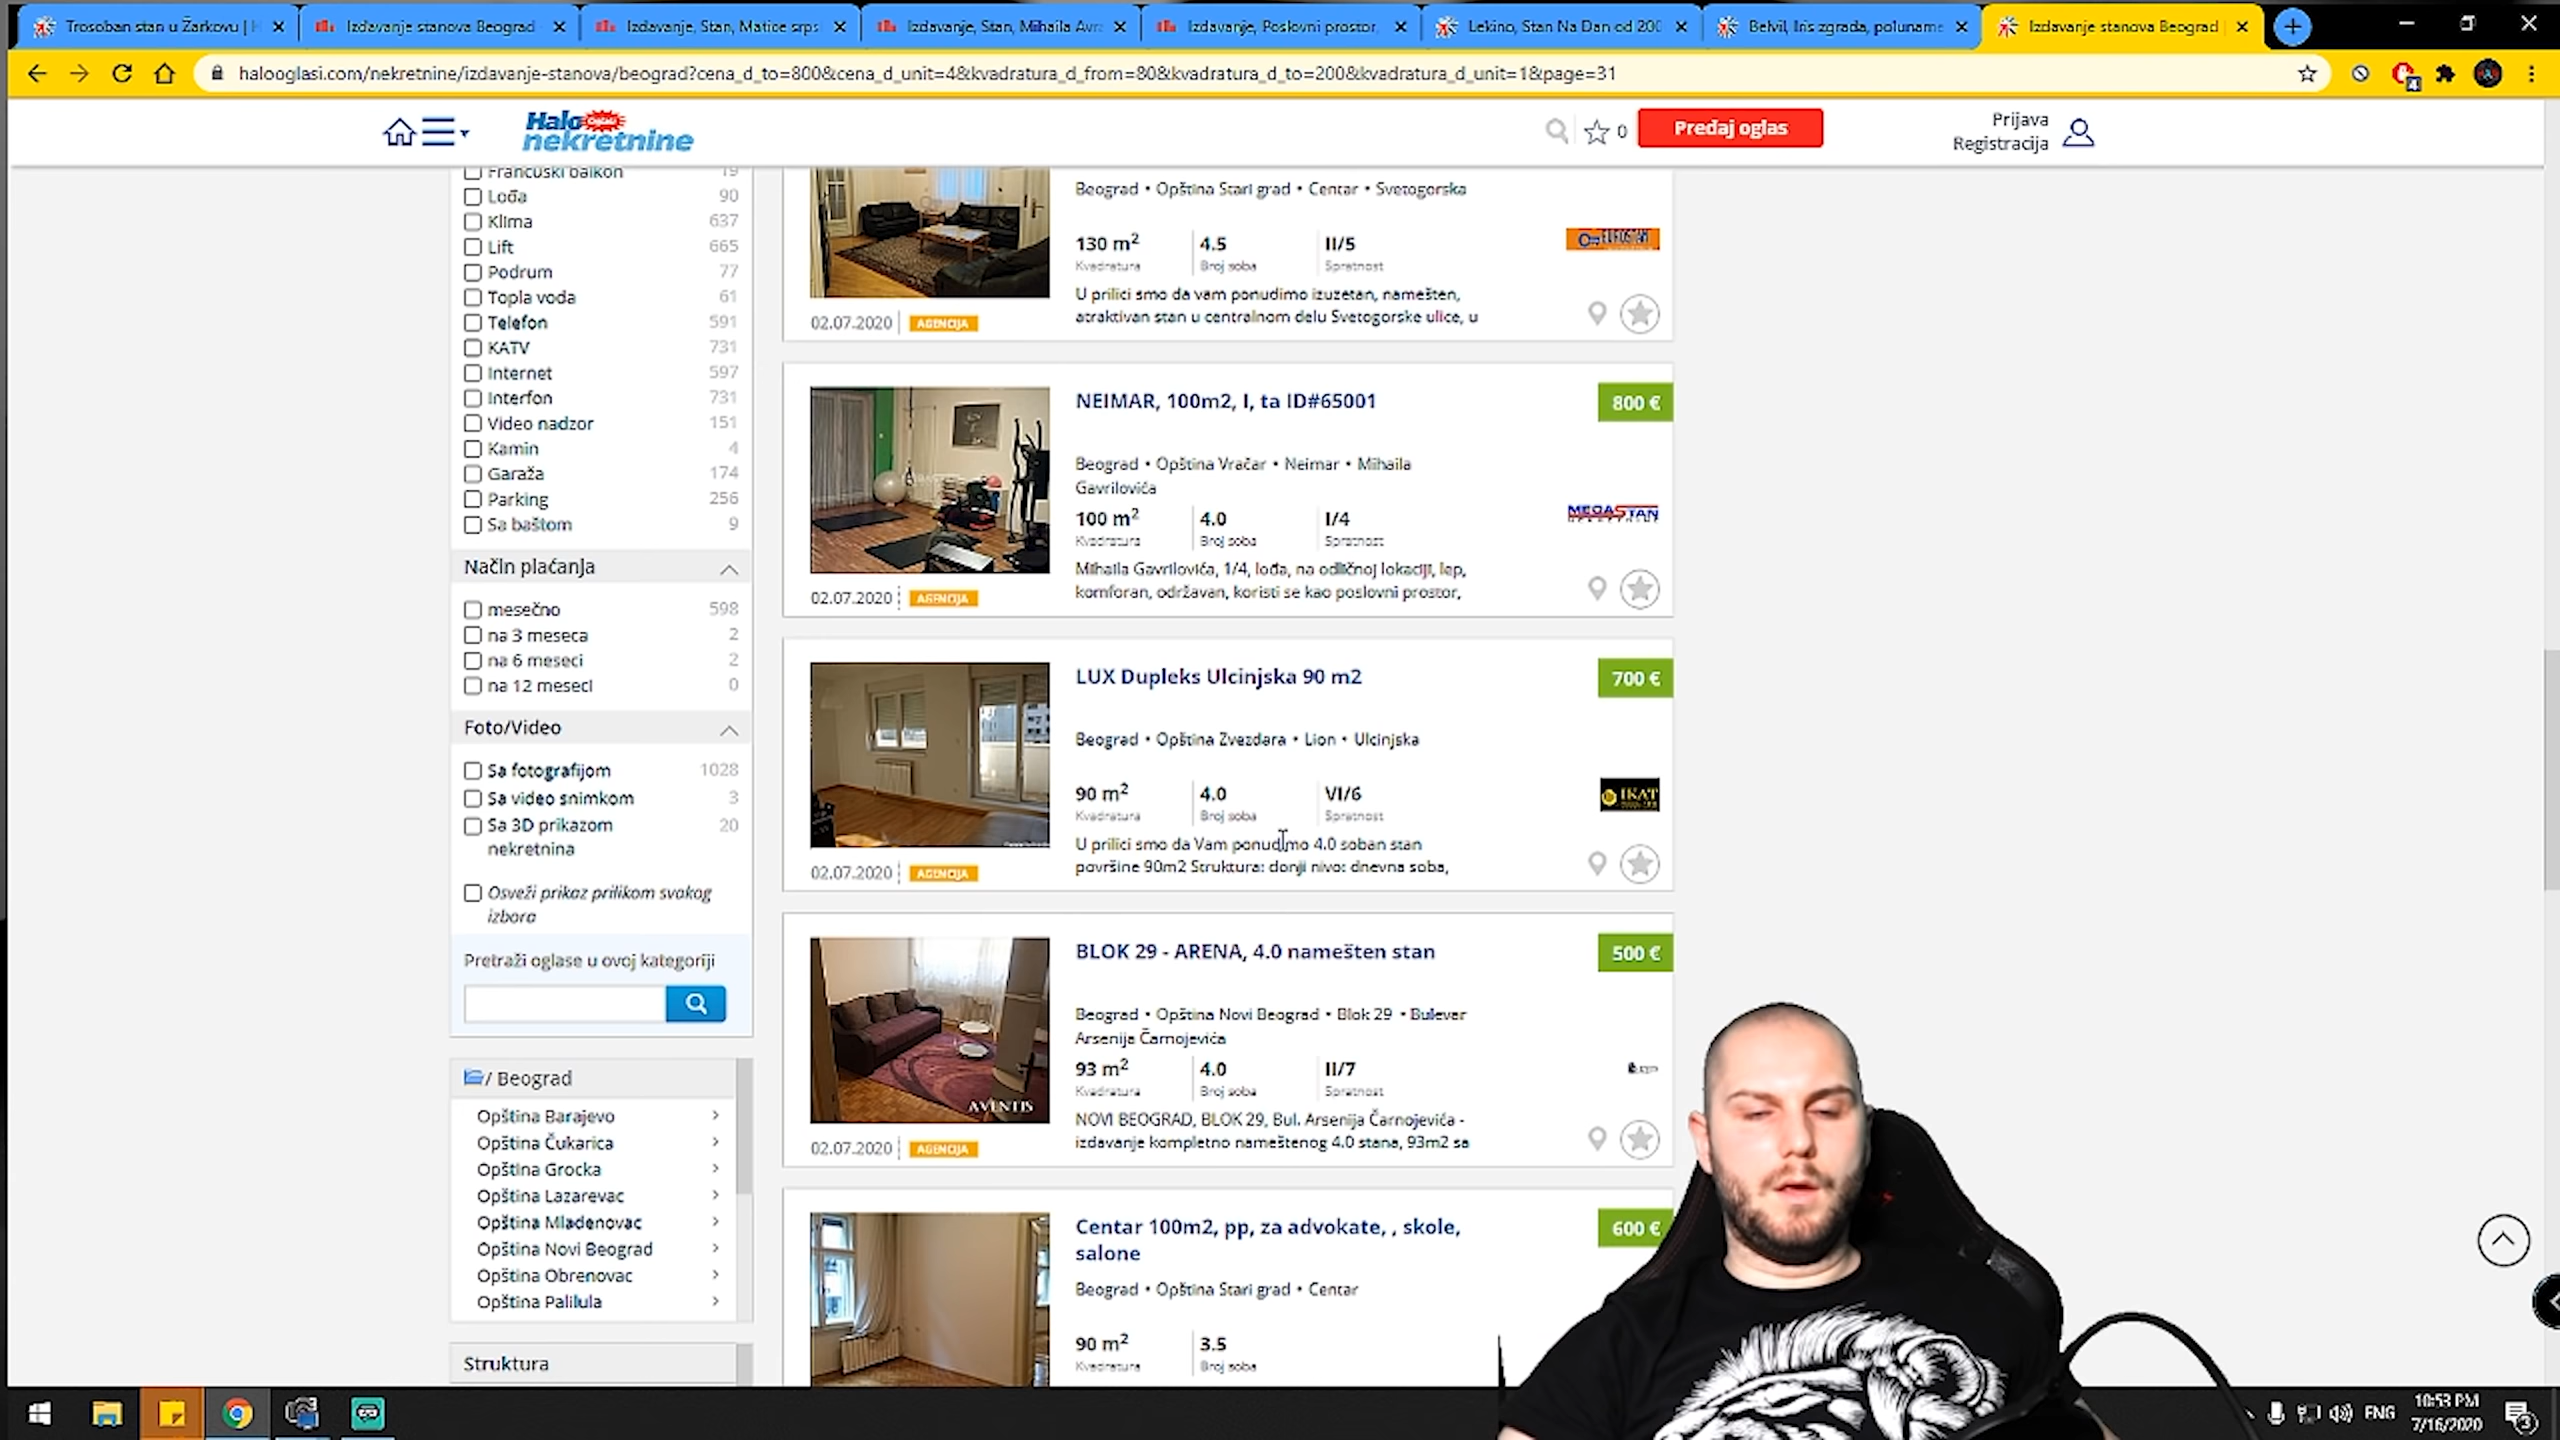 Trosoban stan u Žarkovu | H
Izdavanje stanova Beograd
Izdavanje, Stan, Matice srps
Izdavanje, Stan, Mihaila Avra
Izdavanje, Poslovni prostor,
Lekino, Stan Na Dan od 200
Belvil, Iris zgrada, polunameš
Izdavanje stanova Beograd |
halooglasi.com/nekretnine/izdavanje-stanova/beograd?cena_d_to=800&cena_d_unit=4&kvadratura_d_from=80&kvadratura_d_to=200&kvadratura_d_unit=1&page=31
4
Halo oglasi
nekretnine
0
Predaj oglas
Prijava
Registracija
Francuski balkon 19
Lođa 90
Klima 637
Lift 665
Podrum 77
Topla voda 61
Telefon 591
KATV 731
Internet 597
Interfon 731
Video nadzor 151
Kamin 4
Garaža 174
Parking 256
Sa baštom 9
Način plaćanja
mesečno 598
na 3 meseca 2
na 6 meseci 2
na 12 meseci 0
Foto/Video
Sa fotografijom 1028
Sa video snimkom 3
Sa 3D prikazom 20
nekretnina
Osveži prikaz prilikom svakog
izbora
Pretraži oglase u ovoj kategoriji
/ Beograd
Opština Barajevo
Opština Čukarica
Opština Grocka
Opština Lazarevac
Opština Mladenovac
Opština Novi Beograd
Opština Obrenovac
Opština Palilula
Struktura
Beograd • Opština Stari grad • Centar • Svetogorska
130 m² 4.5 II/5
Kvadratura Broj soba Spratnost
EUROSTAN
U prilici smo da vam ponudimo izuzetan, namešten,
atraktivan stan u centralnom delu Svetogorske ulice, u
02.07.2020 AGENCIJA
NEIMAR, 100m2, I, ta ID#65001
800 €
Beograd • Opština Vračar • Neimar • Mihaila
Gavrilovića
100 m² 4.0 I/4
Kvadratura Broj soba Spratnost
MEGASTAN
NEKRETNINE
Mihaila Gavrilovića, 1/4, lođa, na odličnoj lokaciji, lep,
komforan, održavan, koristi se kao poslovni prostor,
02.07.2020 AGENCIJA
LUX Dupleks Ulcinjska 90 m2
700 €
Beograd • Opština Zvezdara • Lion • Ulcinjska
90 m² 4.0 VI/6
Kvadratura Broj soba Spratnost
IKAT
U prilici smo da Vam ponudimo 4.0 soban stan
površine 90m2 Struktura: donji nivo: dnevna soba,
02.07.2020 AGENCIJA
BLOK 29 - ARENA, 4.0 namešten stan
500 €
Beograd • Opština Novi Beograd • Blok 29 • Bulevar
Arsenija Čarnojevića
93 m² 4.0 II/7
Kvadratura Broj soba Spratnost
AVENTIS
NOVI BEOGRAD, BLOK 29, Bul. Arsenija Čarnojevića -
izdavanje kompletno nameštenog 4.0 stana, 93m2 sa
02.07.2020 AGENCIJA
Centar 100m2, pp, za advokate, , skole,
salone
600 €
Beograd • Opština Stari grad • Centar
90 m² 3.5
Kvadratura Broj soba
ENG
10:53 PM
7/16/2020
3